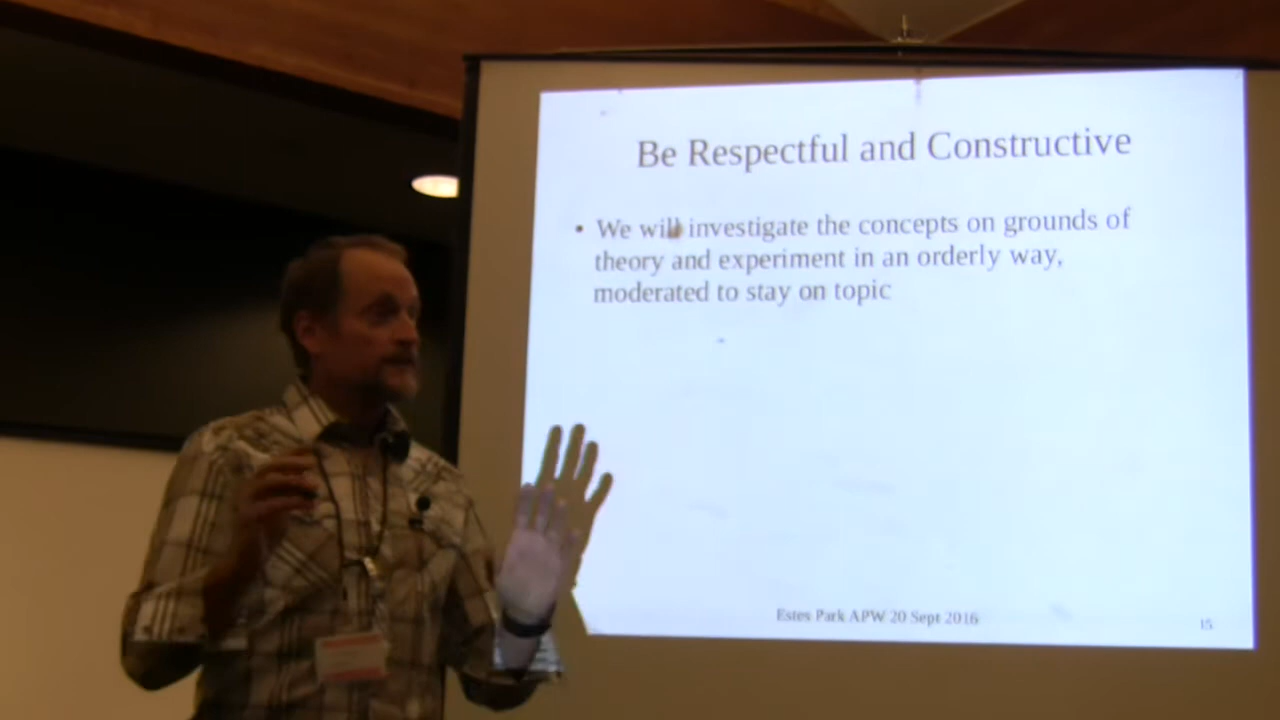 Be Respectful and Constructive
• We will investigate the concepts on grounds of
theory and experiment in an orderly way,
moderated to stay on topic
Estes Park APW 20 Sept 2016
15